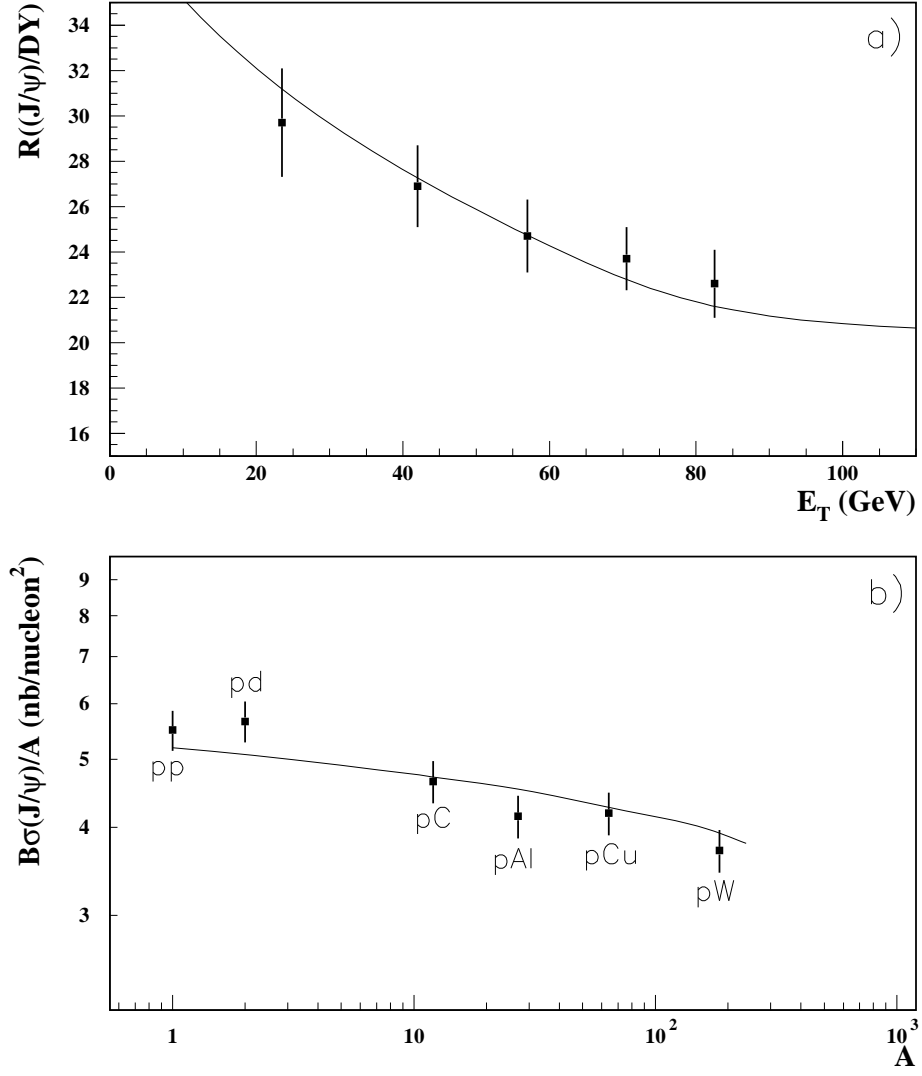 R((J/ψ)/DY)
a)
34
32
30
28
26
24
22
20
18
16
0 20 40 60 80 100
E_T (GeV)
Bσ(J/ψ)/A (nb/nucleon²)
b)
9
8
7
6
5
4
3
pp
pd
pC
pAl
pCu
pW
1 10 10² 10³
A